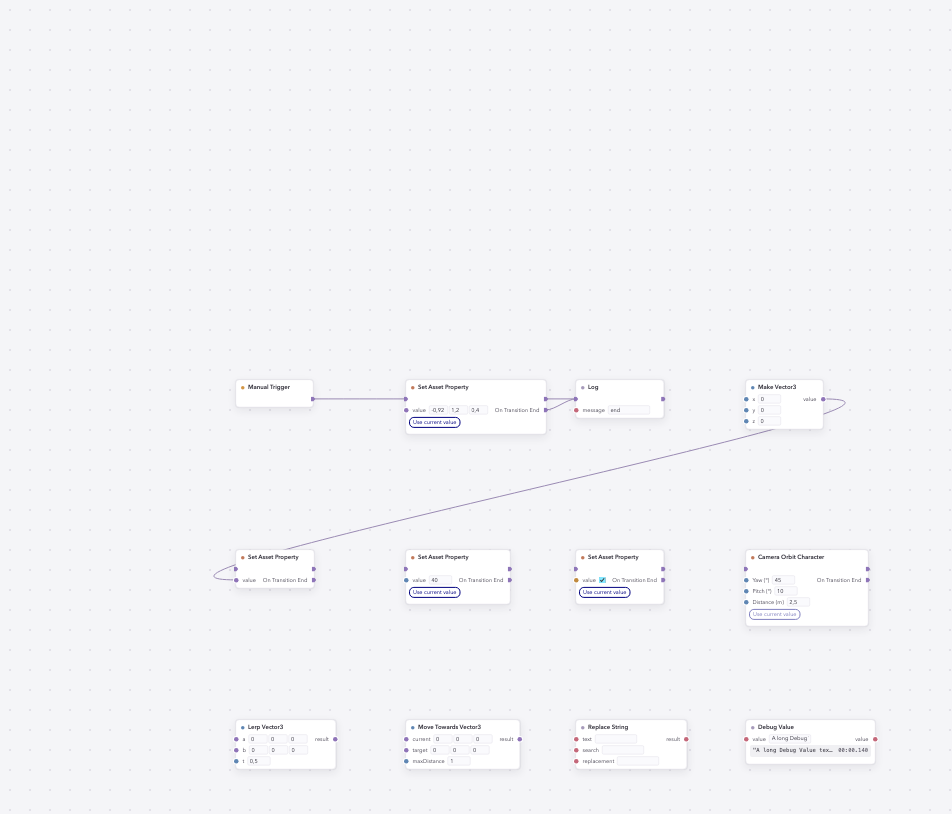 Manual Trigger
Set Asset Property
value -0,92 1,2 0,4 On Transition End
Use current value
Log
message end
Make Vector3
x 0 value
y 0
z 0
Set Asset Property
value On Transition End
Set Asset Property
value 40 On Transition End
Use current value
Set Asset Property
value On Transition End
Use current value
Camera Orbit Character
Yaw (°) 45 On Transition End
Pitch (°) 10
Distance (m) 2,5
Use current value
Lerp Vector3
a 0 0 0 result
b 0 0 0
t 0,5
Move Towards Vector3
current 0 0 0 result
target 0 0 0
maxDistance 1
Replace String
text result
search
replacement
Debug Value
value A long Debug value
"A long Debug Value tex… 00:00.140